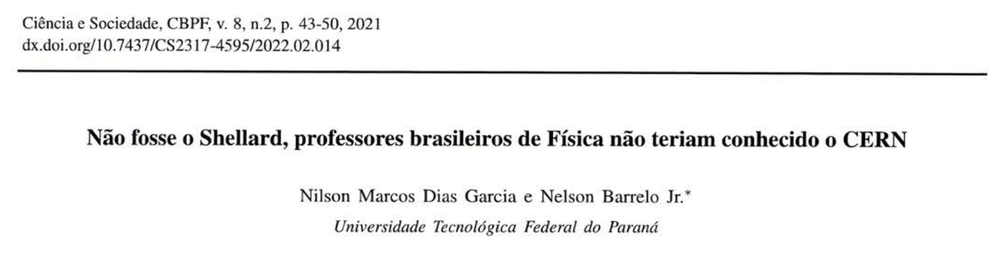 Ciência e Sociedade, CBPF, v. 8, n.2, p. 43-50, 2021
dx.doi.org/10.7437/CS2317-4595/2022.02.014
Não fosse o Shellard, professores brasileiros de Física não teriam conhecido o CERN
Nilson Marcos Dias Garcia e Nelson Barrelo Jr.*
Universidade Tecnológica Federal do Paraná